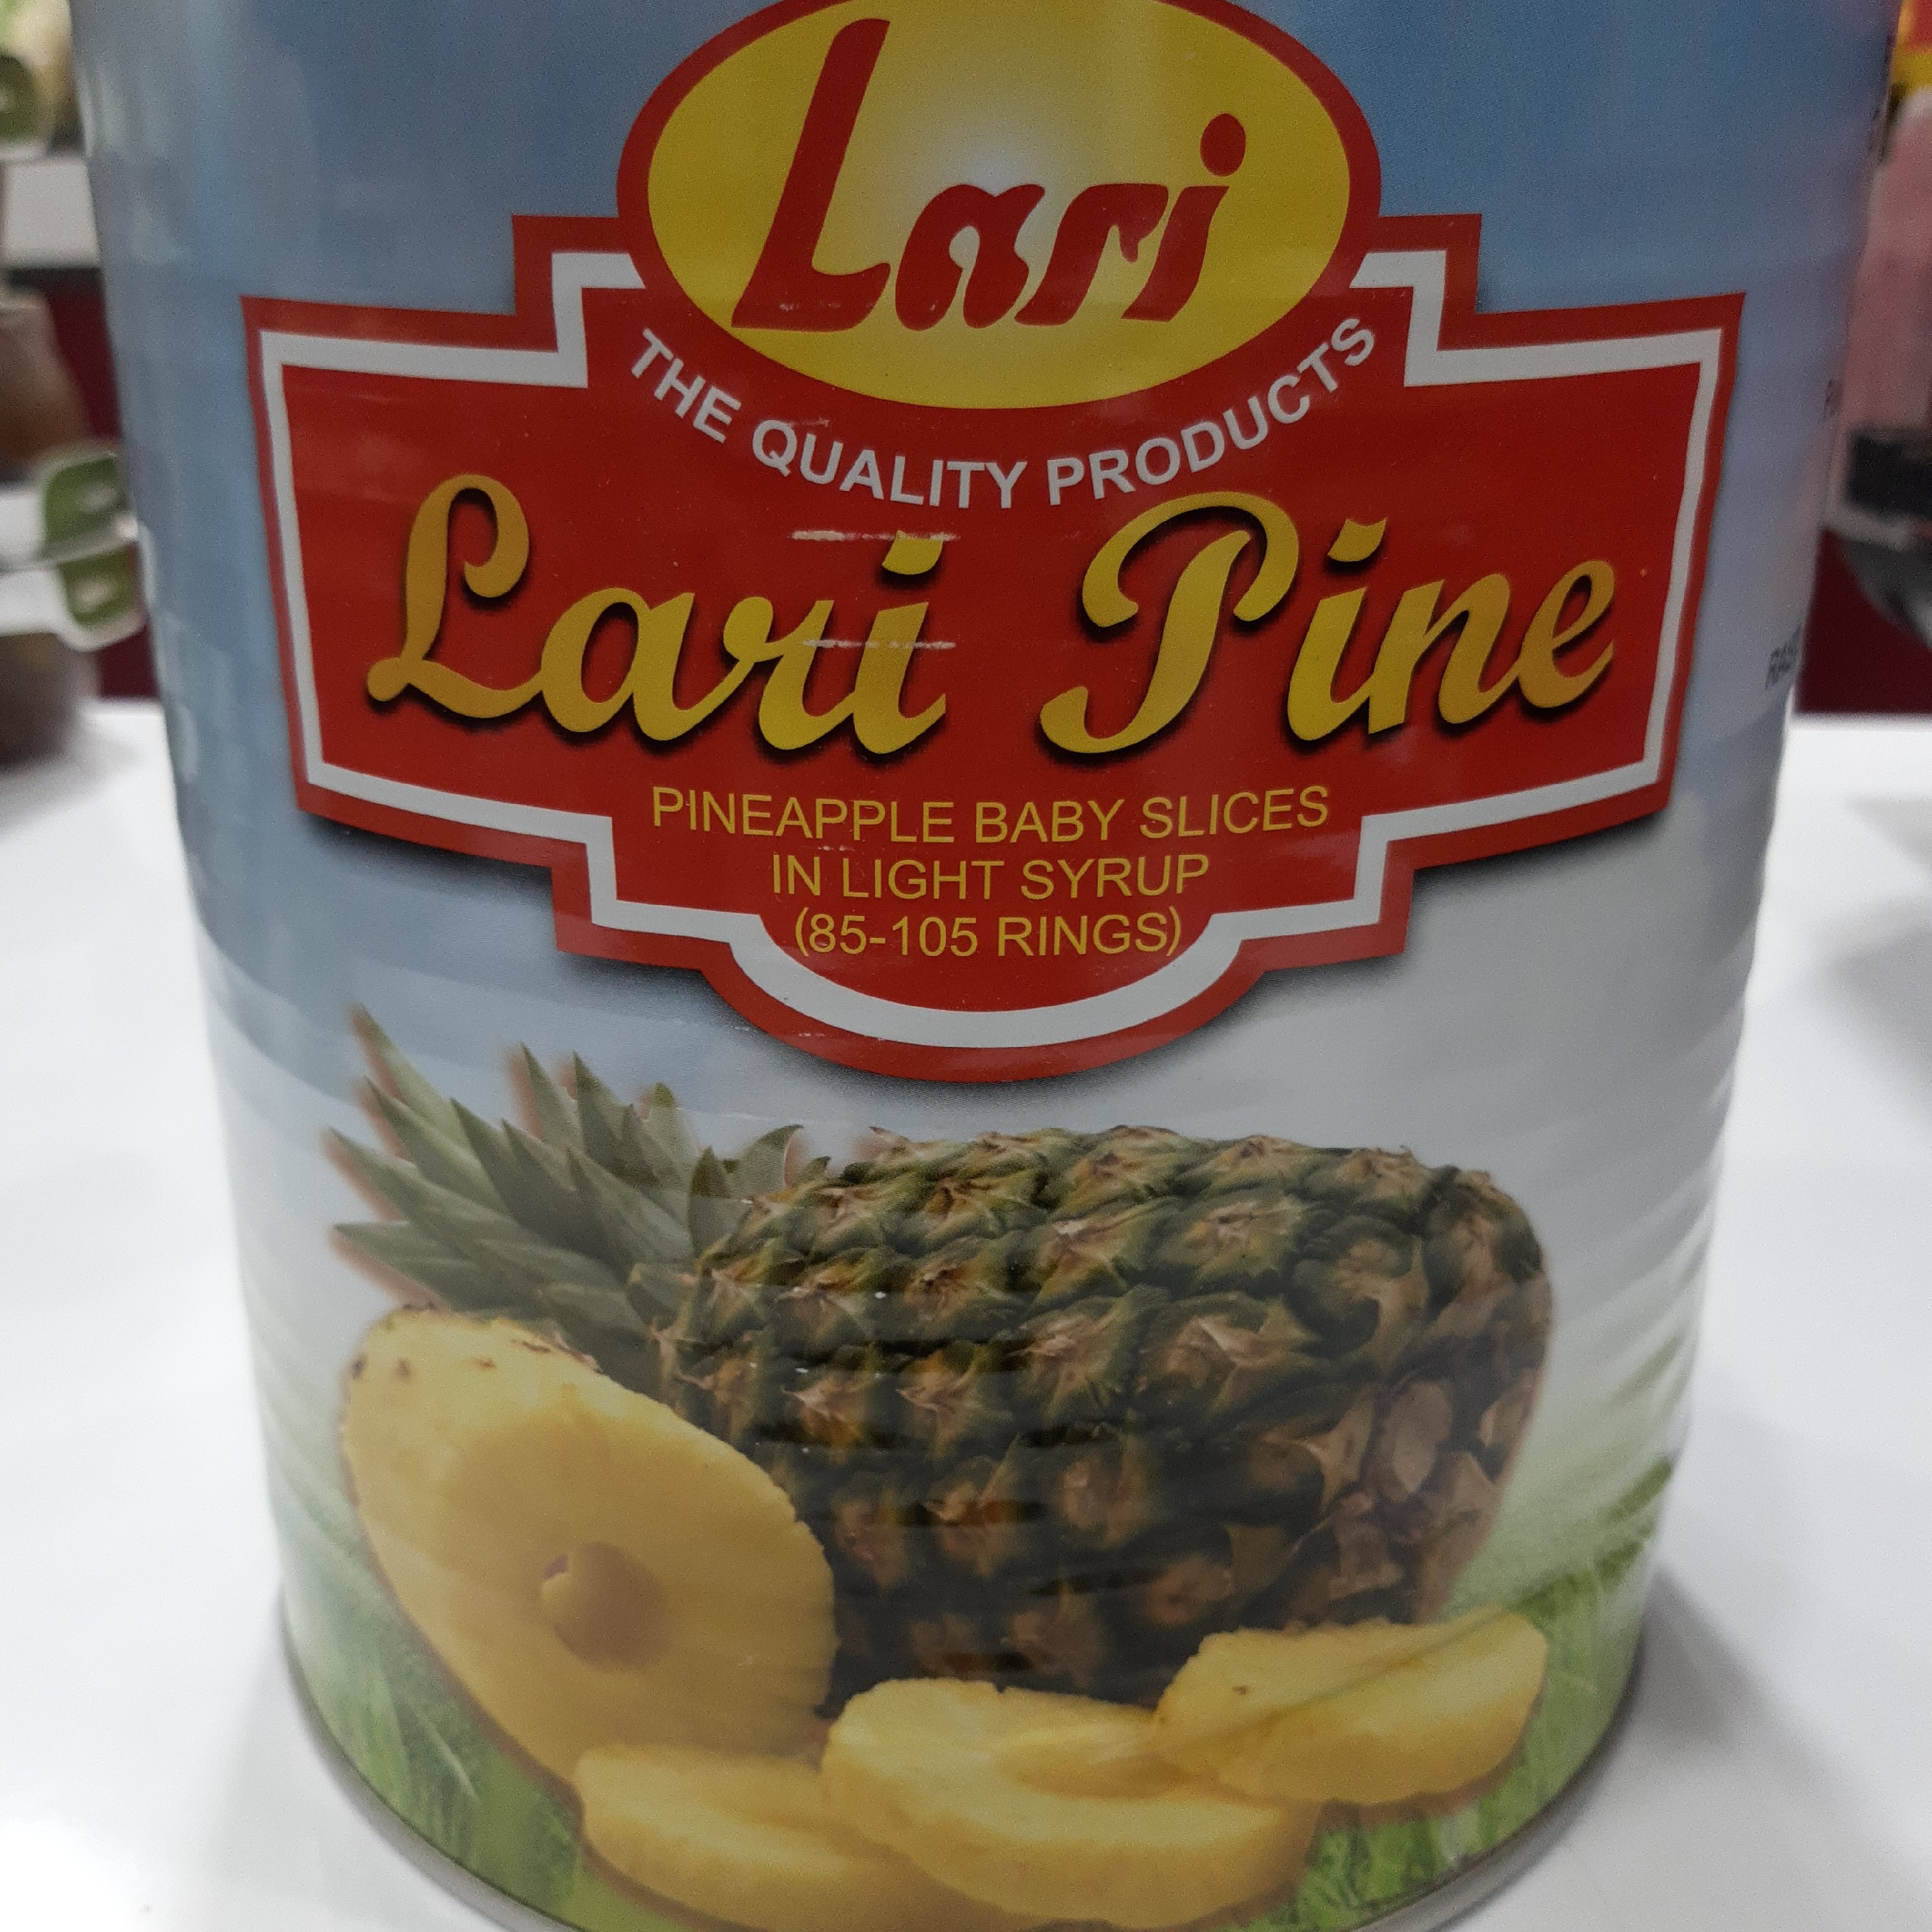 Lari
THE QUALITY PRODUCTS
Lari Pine
PINEAPPLE BABY SLICES
IN LIGHT SYRUP
(85-105 RINGS)